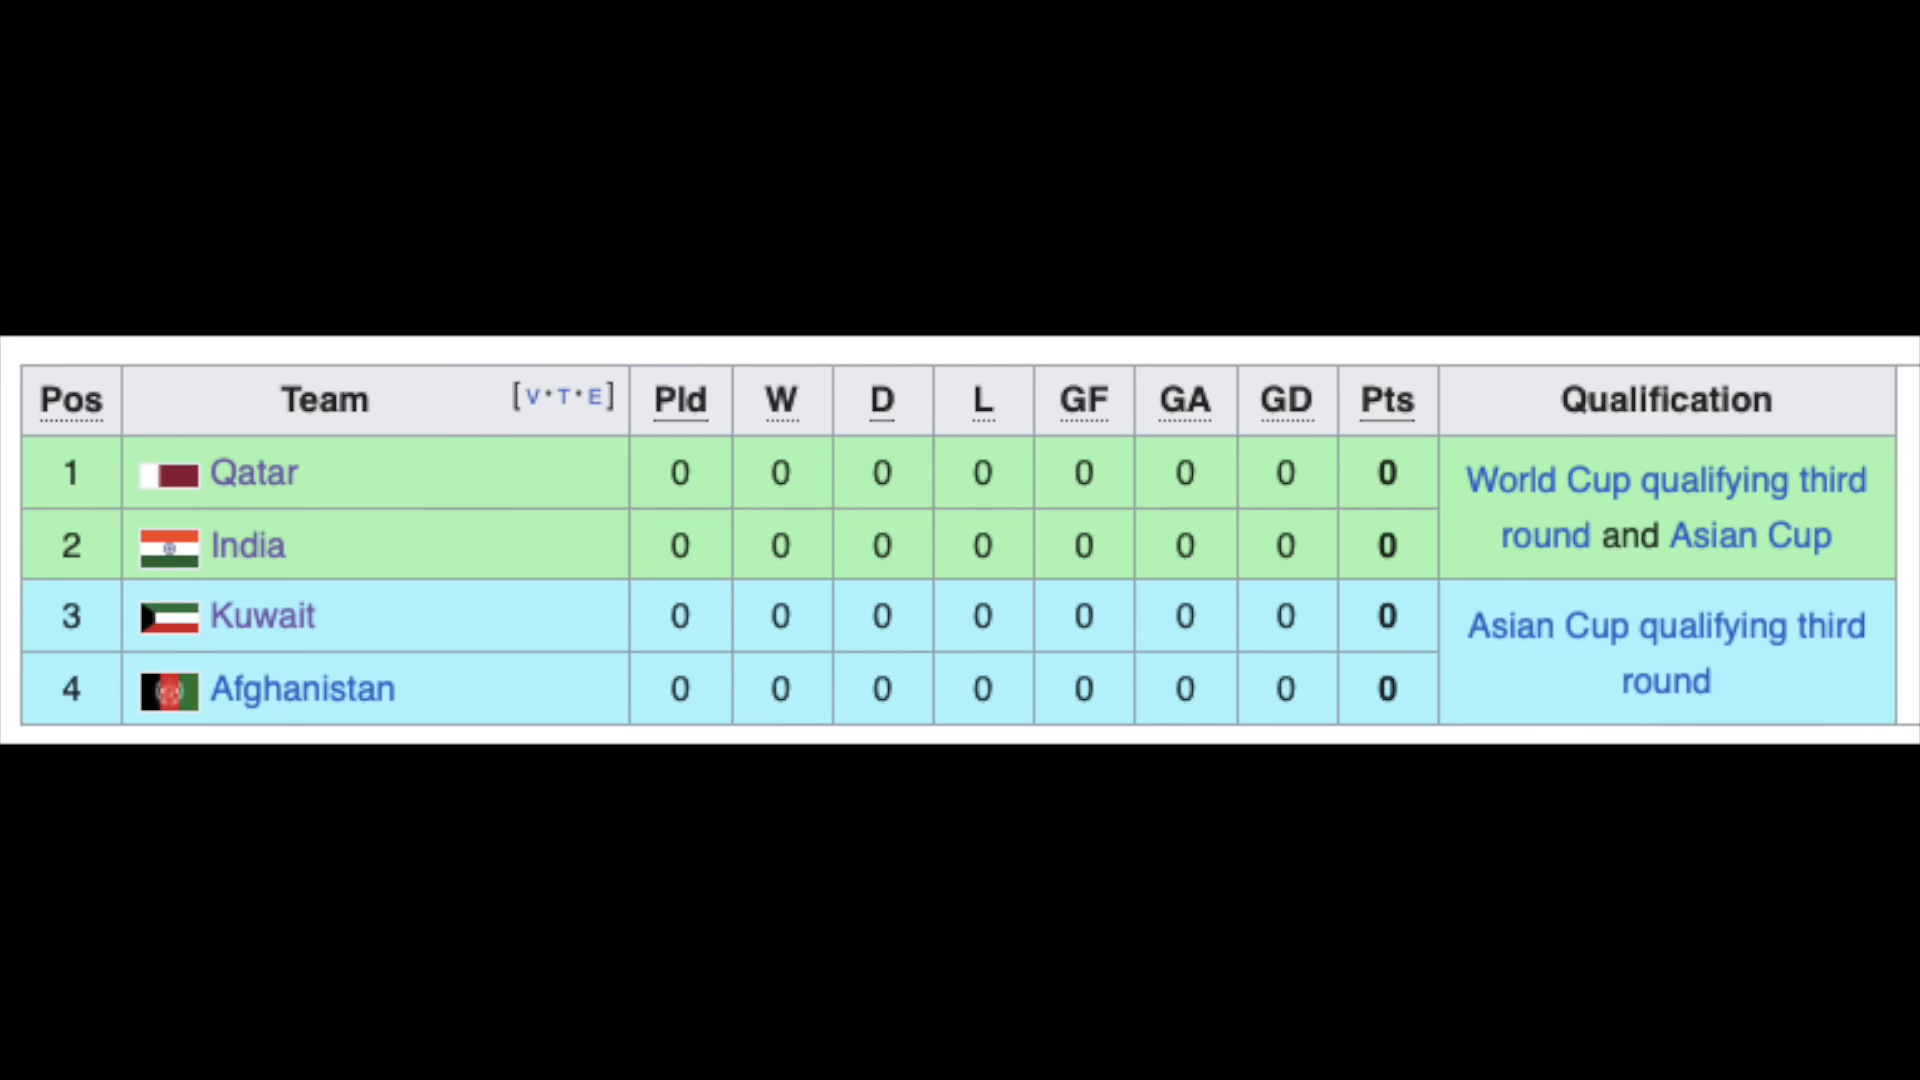 Pos Team [V·T·E] Pld W D L GF GA GD Pts Qualification
1 Qatar 0 0 0 0 0 0 0 0 World Cup qualifying third
round and Asian Cup
2 India 0 0 0 0 0 0 0 0
3 Kuwait 0 0 0 0 0 0 0 0 Asian Cup qualifying third
round
4 Afghanistan 0 0 0 0 0 0 0 0